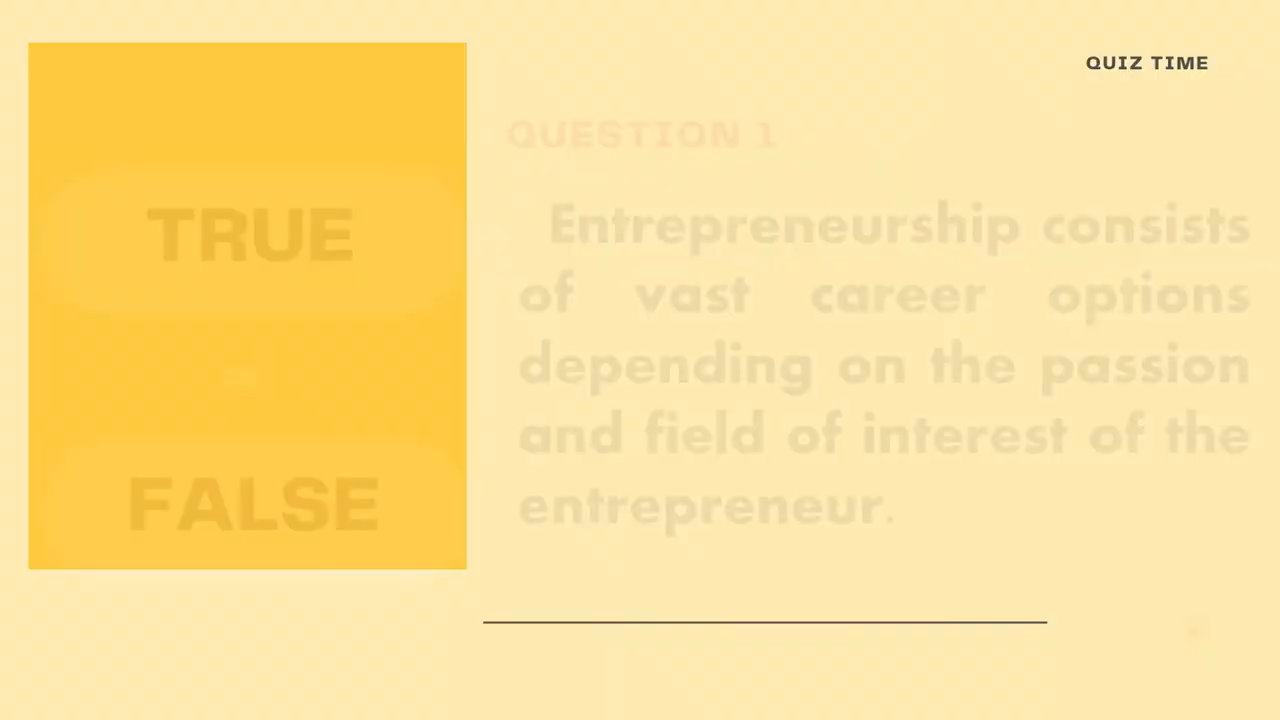 QUIZ TIME
QUESTION 1
Entrepreneurship consists
of vast career options
depending on the passion
and field of interest of the
entrepreneur.
TRUE
FALSE